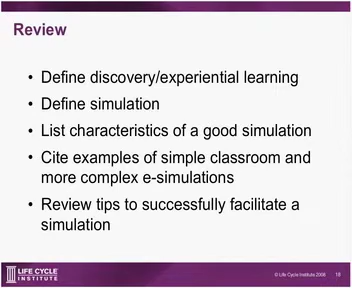 Review
• Define discovery/experiential learning
• Define simulation
• List characteristics of a good simulation
• Cite examples of simple classroom and
more complex e-simulations
• Review tips to successfully facilitate a
simulation
LIFE CYCLE
INSTITUTE
© Life Cycle Institute 2008
18